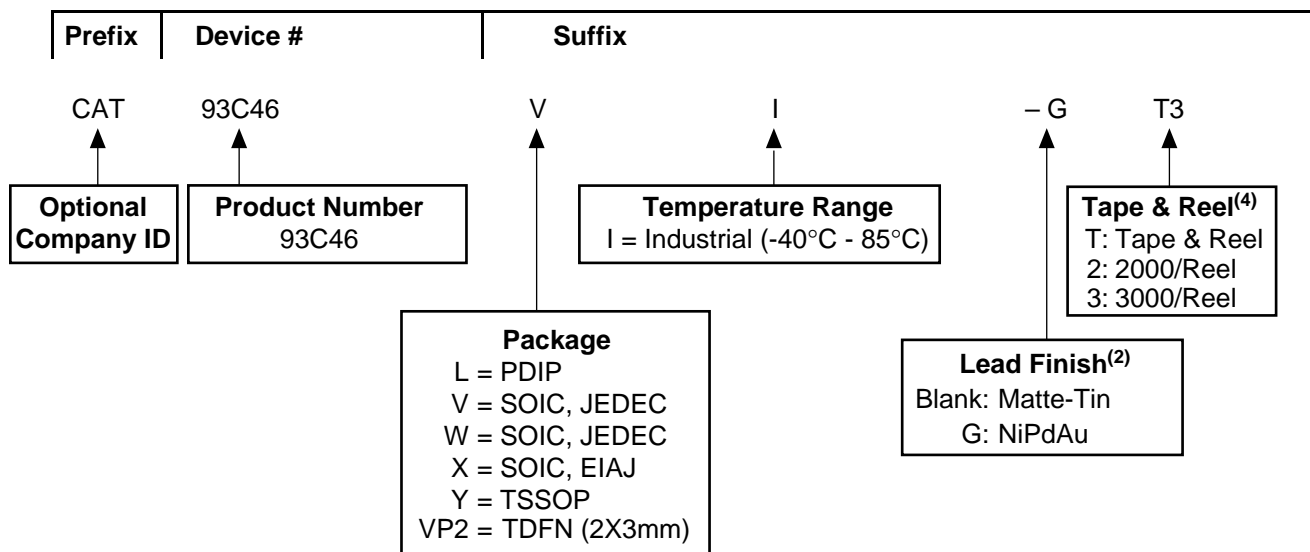 Prefix Device # Suffix
CAT 93C46 V I – G T3
Optional
Company ID
Product Number
93C46
Temperature Range
I = Industrial (-40°C - 85°C)
Tape & Reel(4)
T: Tape & Reel
2: 2000/Reel
3: 3000/Reel
Package
L = PDIP
V = SOIC, JEDEC
W = SOIC, JEDEC
X = SOIC, EIAJ
Y = TSSOP
VP2 = TDFN (2X3mm)
Lead Finish(2)
Blank: Matte-Tin
G: NiPdAu